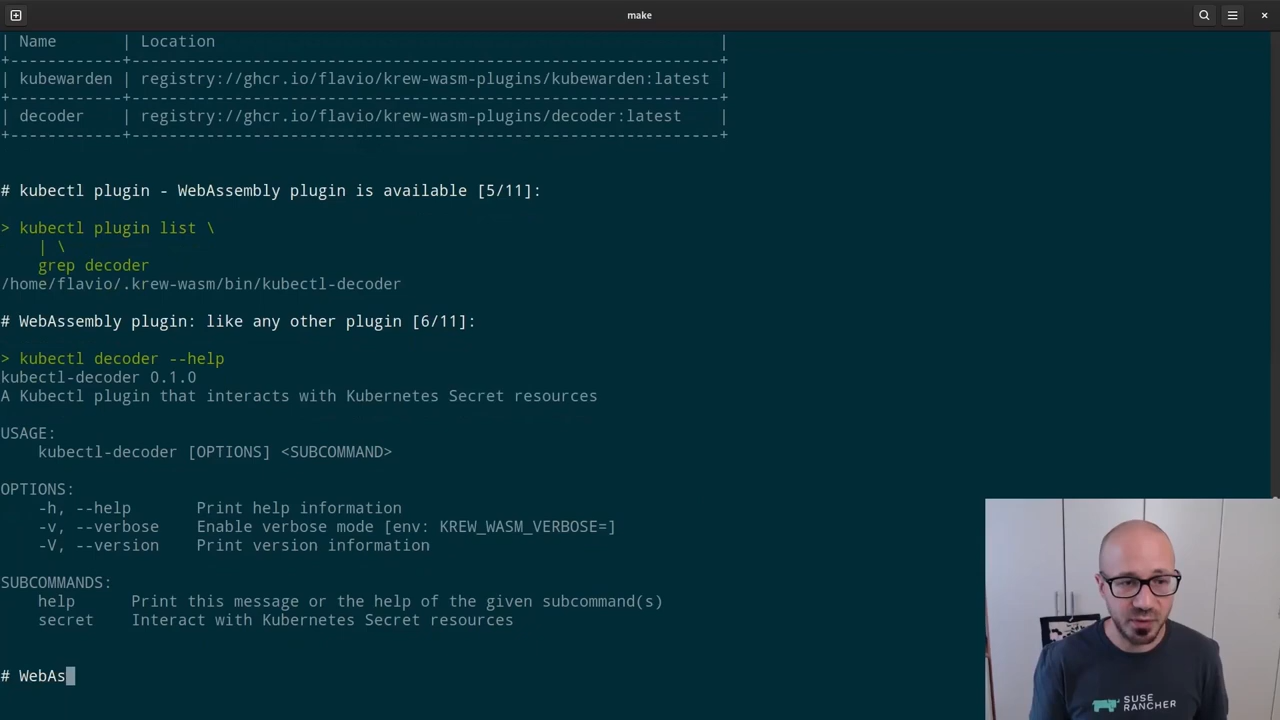 make
| Name       | Location                                                      |
+------------+---------------------------------------------------------------+
| kubewarden | registry://ghcr.io/flavio/krew-wasm-plugins/kubewarden:latest |
+------------+---------------------------------------------------------------+
| decoder    | registry://ghcr.io/flavio/krew-wasm-plugins/decoder:latest    |
+------------+---------------------------------------------------------------+
# kubectl plugin - WebAssembly plugin is available [5/11]:
> kubectl plugin list \
    | \
    grep decoder
/home/flavio/.krew-wasm/bin/kubectl-decoder
# WebAssembly plugin: like any other plugin [6/11]:
> kubectl decoder --help
kubectl-decoder 0.1.0
A Kubectl plugin that interacts with Kubernetes Secret resources
USAGE:
    kubectl-decoder [OPTIONS] <SUBCOMMAND>
OPTIONS:
    -h, --help       Print help information
    -v, --verbose    Enable verbose mode [env: KREW_WASM_VERBOSE=]
    -V, --version    Print version information
SUBCOMMANDS:
    help      Print this message or the help of the given subcommand(s)
    secret    Interact with Kubernetes Secret resources
# WebAs
SUSE
RANCHER